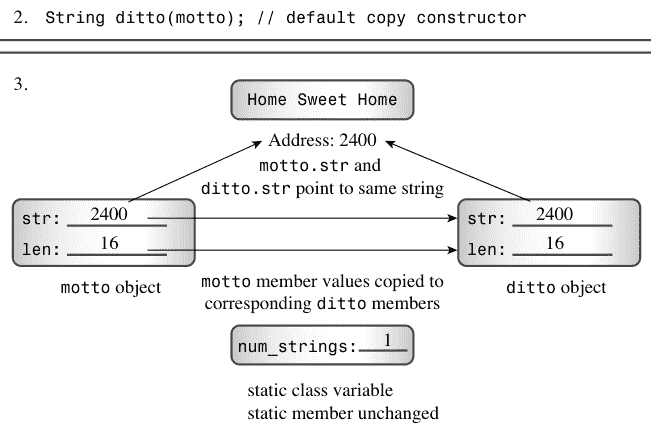 2. String ditto(motto); // default copy constructor
3.
Home Sweet Home
Address: 2400
motto.str and
ditto.str point to same string
str: 2400
len: 16
motto object
str: 2400
len: 16
ditto object
motto member values copied to
corresponding ditto members
num_strings: 1
static class variable
static member unchanged